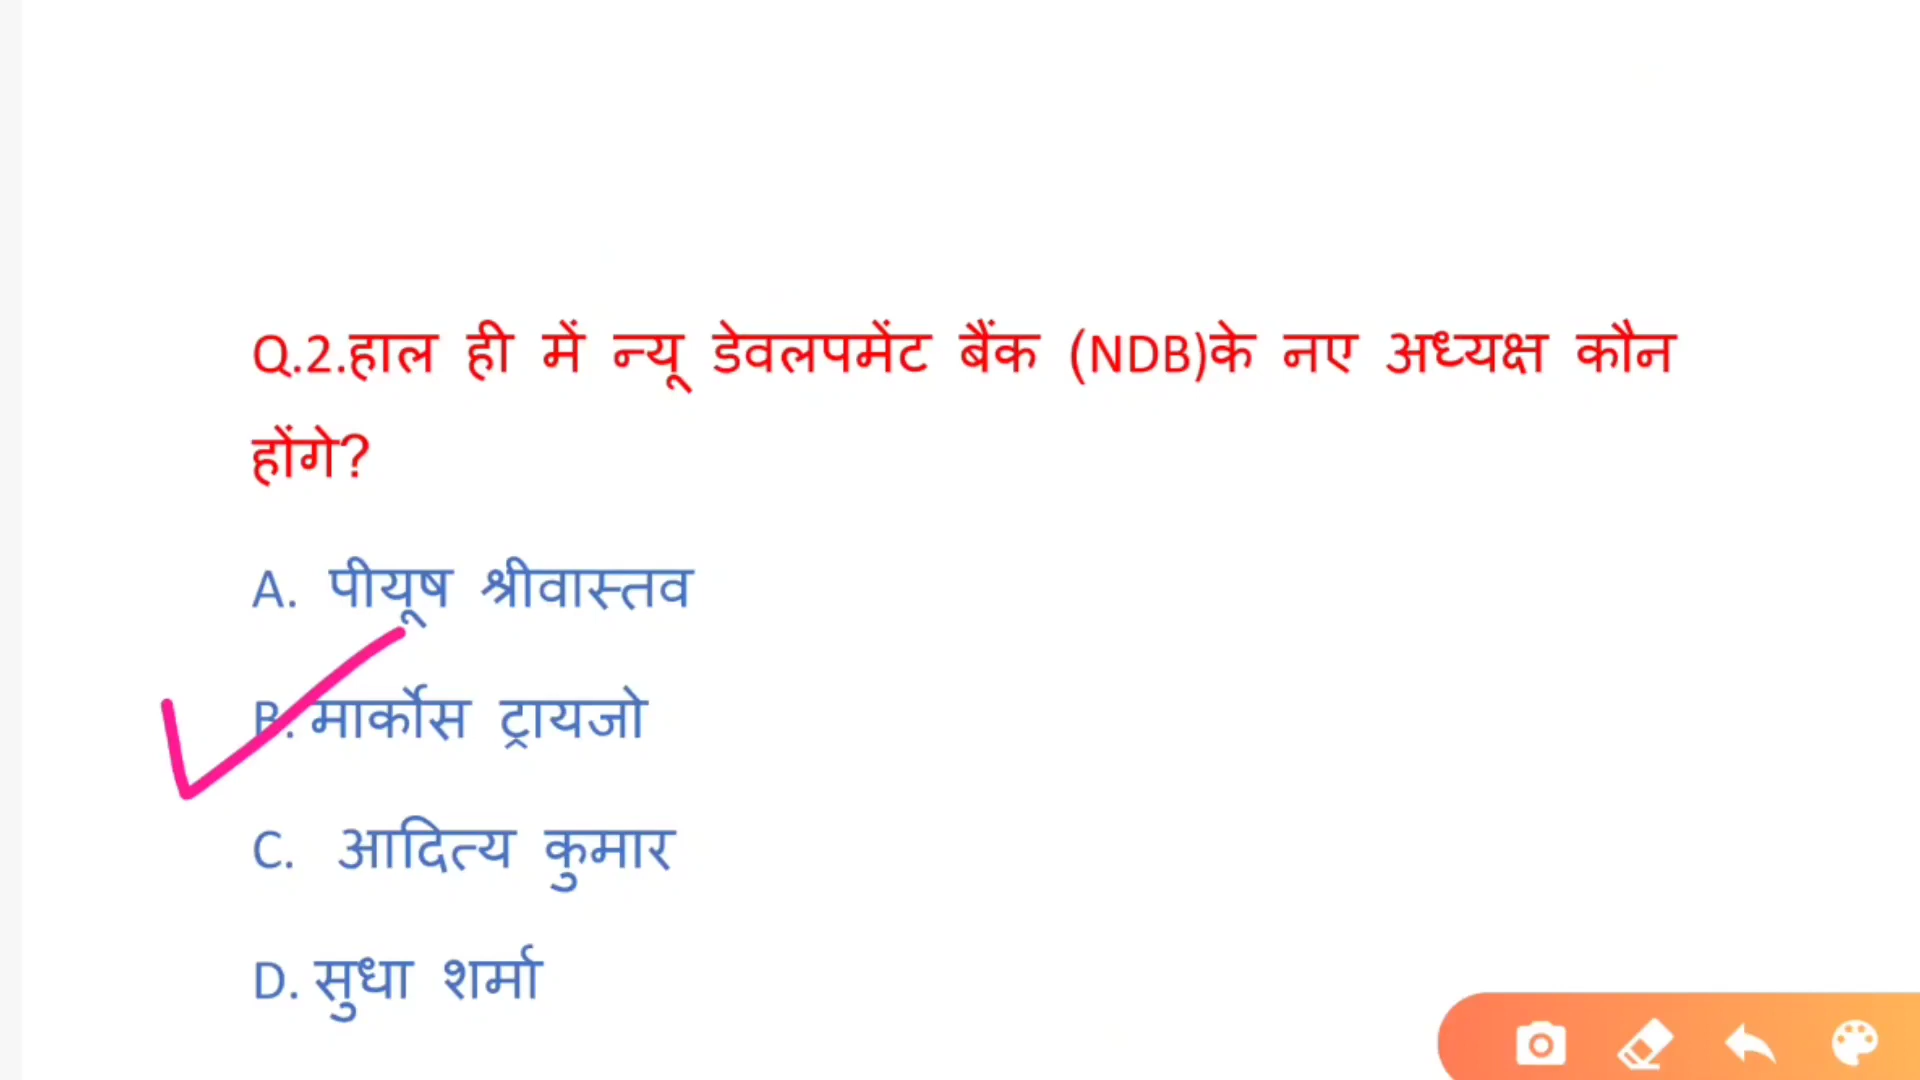 Q.2.हाल ही में न्यू डेवलपमेंट बैंक (NDB)के नए अध्यक्ष कौन
होंगे?
A. पीयूष श्रीवास्तव
B. मार्कोस ट्रायजो
C. आदित्य कुमार
D. सुधा शर्मा